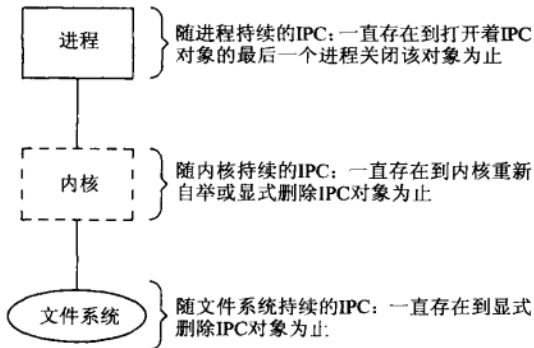 进程
随进程持续的IPC：一直存在到打开着IPC
对象的最后一个进程关闭该对象为止
内核
随内核持续的IPC：一直存在到内核重新
自举或显式删除IPC对象为止
文件系统
随文件系统持续的IPC：一直存在到显式
删除IPC对象为止